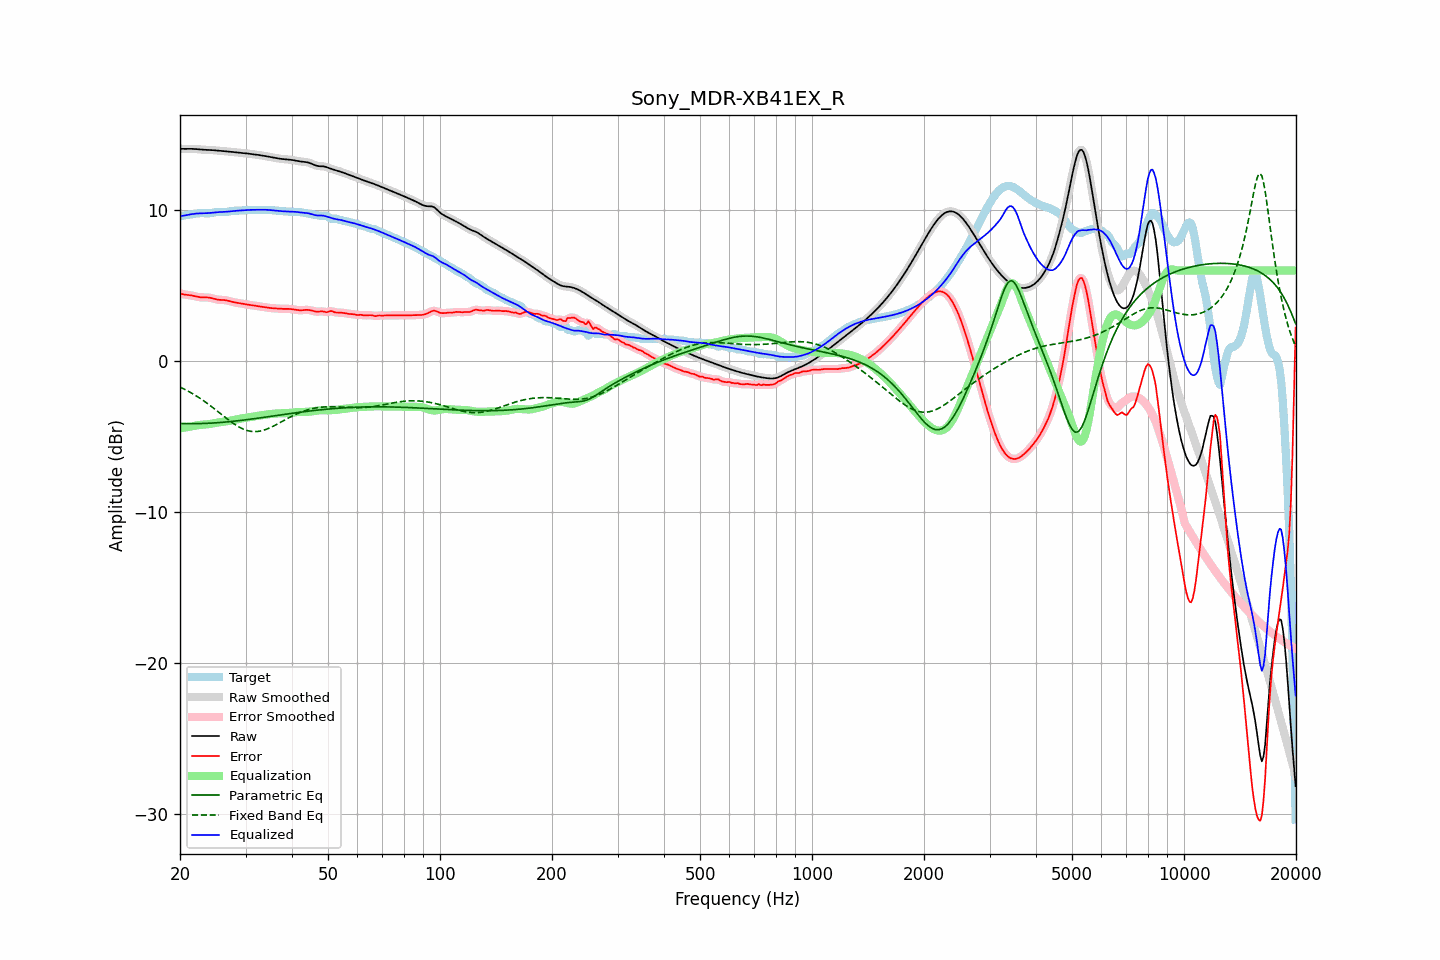 Sony_MDR-XB41EX_R
Amplitude (dBr)
10
0
−10
−20
−30
Target
Raw Smoothed
Error Smoothed
Raw
Error
Equalization
Parametric Eq
Fixed Band Eq
Equalized
20 50 100 200 500 1000 2000 5000 10000 20000
Frequency (Hz)